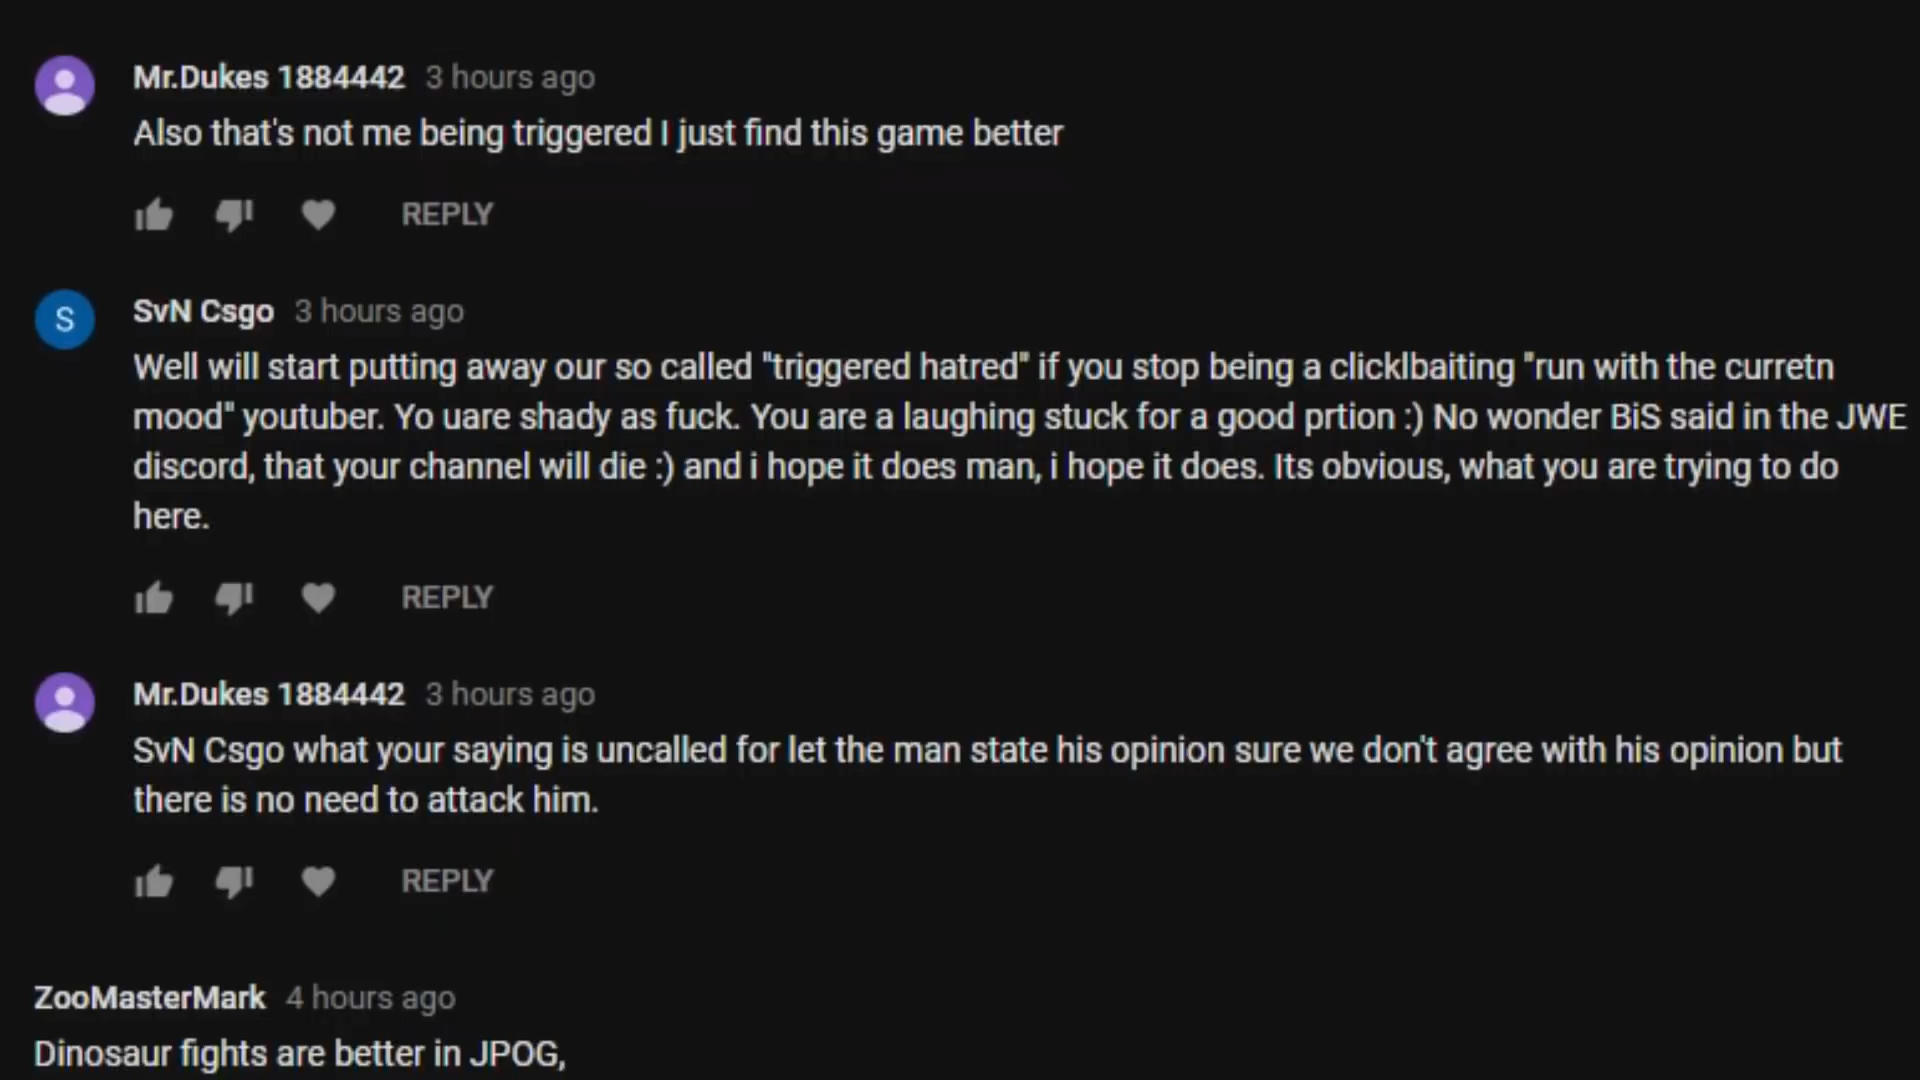 Mr.Dukes 1884442 3 hours ago
Also that's not me being triggered I just find this game better
REPLY
S
SvN Csgo 3 hours ago
Well will start putting away our so called "triggered hatred" if you stop being a clicklbaiting "run with the curretn
mood" youtuber. Yo uare shady as fuck. You are a laughing stuck for a good prtion :) No wonder BiS said in the JWE
discord, that your channel will die :) and i hope it does man, i hope it does. Its obvious, what you are trying to do
here.
REPLY
Mr.Dukes 1884442 3 hours ago
SvN Csgo what your saying is uncalled for let the man state his opinion sure we don't agree with his opinion but
there is no need to attack him.
REPLY
ZooMasterMark 4 hours ago
Dinosaur fights are better in JPOG,